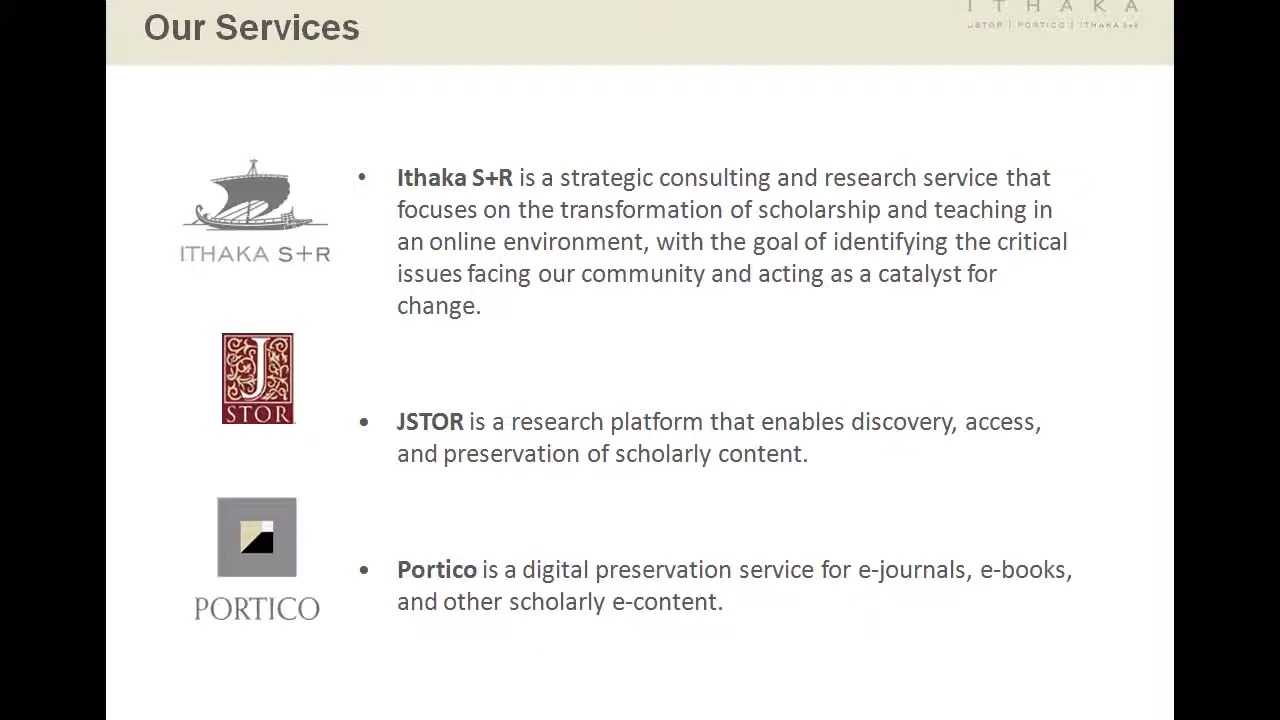 Our Services
ITHAKA
JSTOR | PORTICO | ITHAKA S+R
ITHAKA S+R
• Ithaka S+R is a strategic consulting and research service that
focuses on the transformation of scholarship and teaching in
an online environment, with the goal of identifying the critical
issues facing our community and acting as a catalyst for
change.
J
STOR
• JSTOR is a research platform that enables discovery, access,
and preservation of scholarly content.
PORTICO
• Portico is a digital preservation service for e-journals, e-books,
and other scholarly e-content.